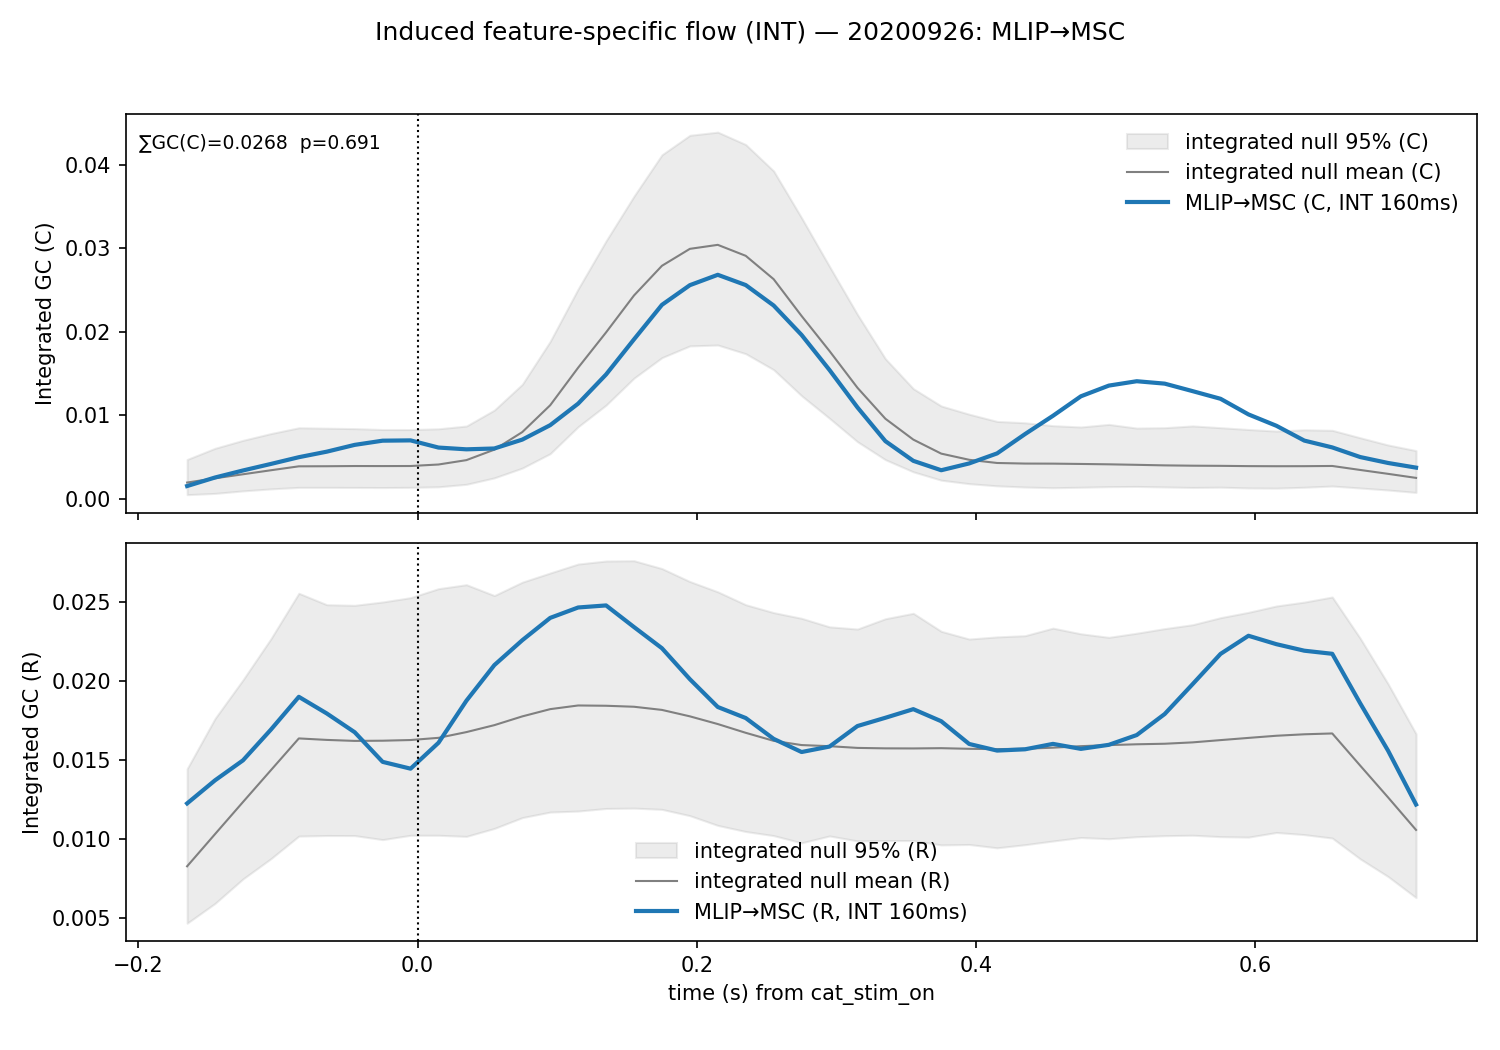 Induced feature-specific flow (INT) — 20200926: MLIP→MSC
∑GC(C)=0.0268  p=0.691
integrated null 95% (C)
integrated null mean (C)
MLIP→MSC (C, INT 160ms)
Integrated GC (C)
0.04
0.03
0.02
0.01
0.00
Integrated GC (R)
0.025
0.020
0.015
0.010
0.005
integrated null 95% (R)
integrated null mean (R)
MLIP→MSC (R, INT 160ms)
−0.2 0.0 0.2 0.4 0.6
time (s) from cat_stim_on